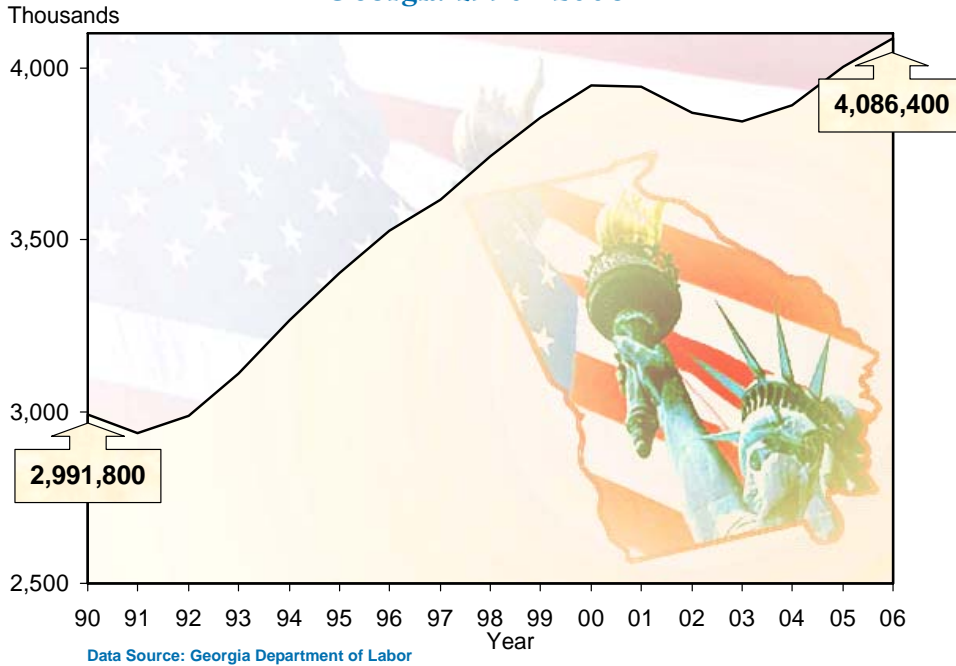 Thousands
4,000
4,086,400
3,500
3,000
2,991,800
2,500
90 91 92 93 94 95 96 97 98 99 00 01 02 03 04 05 06
Year
Data Source: Georgia Department of Labor